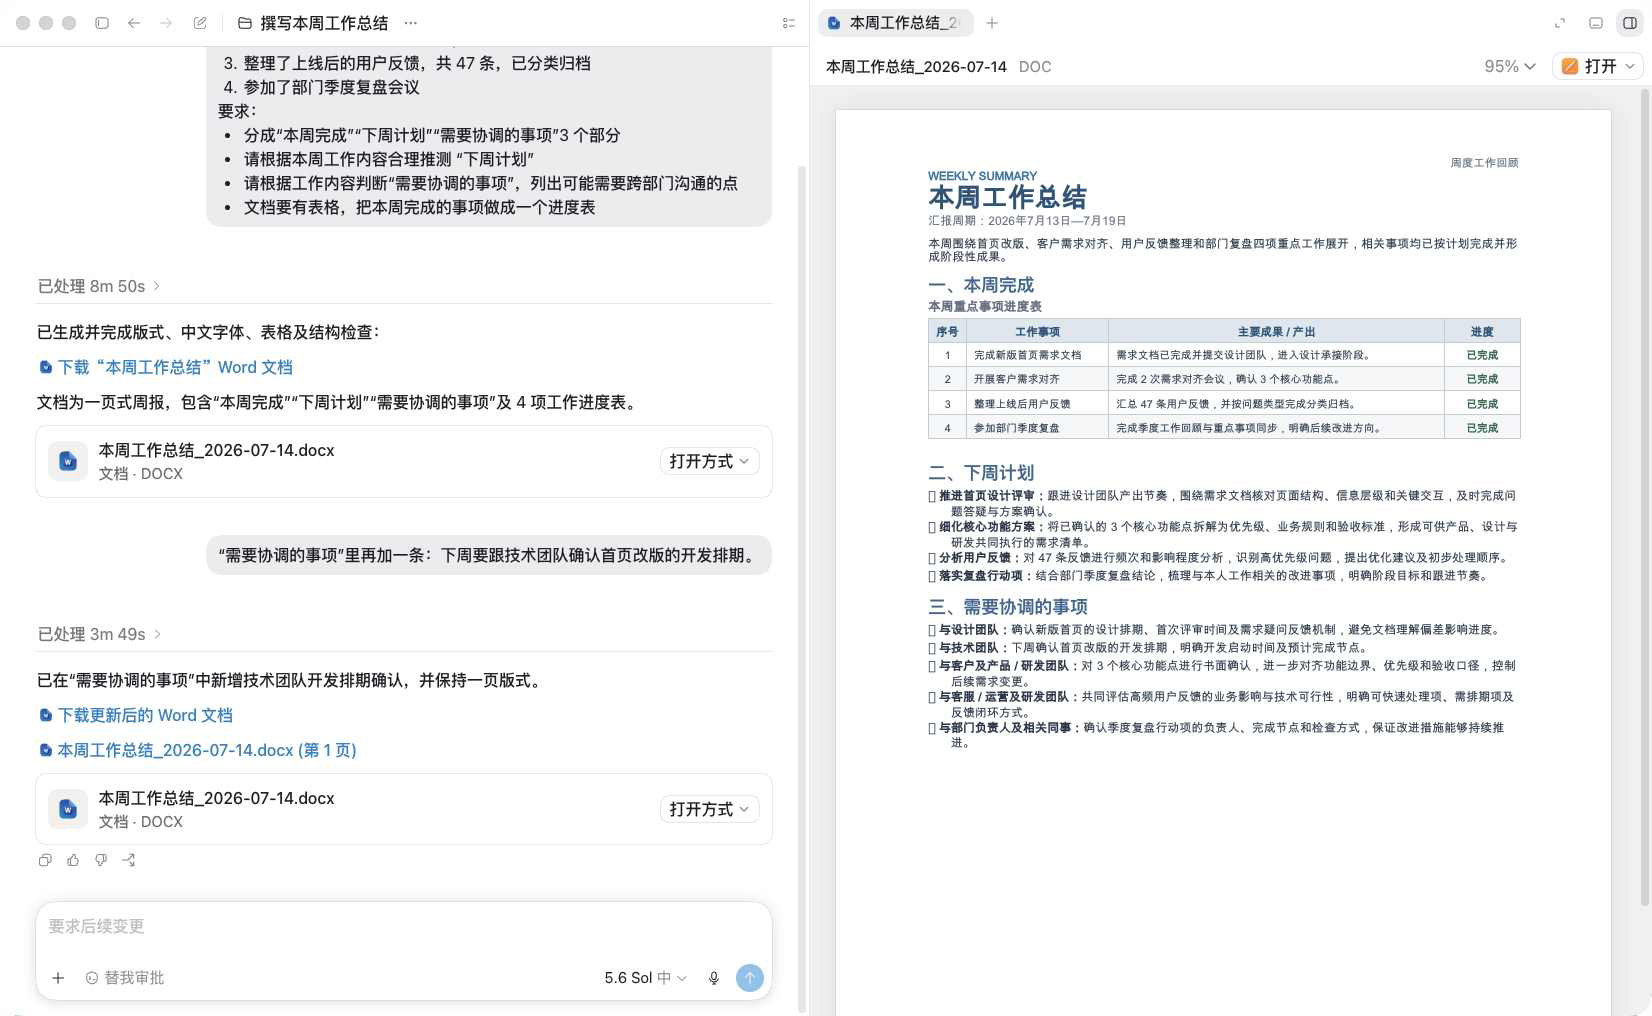 撰写本周工作总结 ···
3. 整理了上线后的用户反馈，共 47 条，已分类归档
4. 参加了部门季度复盘会议
要求：
• 分成“本周完成”“下周计划”“需要协调的事项”3 个部分
• 请根据本周工作内容合理推测 “下周计划”
• 请根据工作内容判断“需要协调的事项”，列出可能需要跨部门沟通的点
• 文档要有表格，把本周完成的事项做成一个进度表
已处理 8m 50s
已生成并完成版式、中文字体、表格及结构检查：
下载“本周工作总结”Word 文档
文档为一页式周报，包含“本周完成”“下周计划”“需要协调的事项”及 4 项工作进度表。
本周工作总结_2026-07-14.docx
文档 · DOCX
打开方式
“需要协调的事项”里再加一条：下周要跟技术团队确认首页改版的开发排期。
已处理 3m 49s
已在“需要协调的事项”中新增技术团队开发排期确认，并保持一页版式。
下载更新后的 Word 文档
本周工作总结_2026-07-14.docx (第 1 页)
本周工作总结_2026-07-14.docx
文档 · DOCX
打开方式
要求后续变更
替我审批
5.6 Sol 中
本周工作总结_2
本周工作总结_2026-07-14 DOC
95%
打开
周度工作回顾
WEEKLY SUMMARY
本周工作总结
汇报周期：2026年7月13日—7月19日
本周围绕首页改版、客户需求对齐、用户反馈整理和部门复盘四项重点工作展开，相关事项均已按计划完成并形
成阶段性成果。
一、本周完成
本周重点事项进度表
序号 工作事项 主要成果 / 产出 进度
1 完成新版首页需求文档 需求文档已完成并提交设计团队，进入设计承接阶段。 已完成
2 开展客户需求对齐 完成 2 次需求对齐会议，确认 3 个核心功能点。 已完成
3 整理上线后用户反馈 汇总 47 条用户反馈，并按问题类型完成分类归档。 已完成
4 参加部门季度复盘 完成季度工作回顾与重点事项同步，明确后续改进方向。 已完成
二、下周计划
推进首页设计评审：跟进设计团队产出节奏，围绕需求文档核对页面结构、信息层级和关键交互，及时完成问
题答疑与方案确认。
细化核心功能方案：将已确认的 3 个核心功能点拆解为优先级、业务规则和验收标准，形成可供产品、设计与
研发共同执行的需求清单。
分析用户反馈：对 47 条反馈进行频次和影响程度分析，识别高优先级问题，提出优化建议及初步处理顺序。
落实复盘行动项：结合部门季度复盘结论，梳理与本人工作相关的改进事项，明确阶段目标和跟进节奏。
三、需要协调的事项
与设计团队：确认新版首页的设计排期、首次评审时间及需求疑问反馈机制，避免文档理解偏差影响进度。
与技术团队：下周确认首页改版的开发排期，明确开发启动时间及预计完成节点。
与客户及产品 / 研发团队：对 3 个核心功能点进行书面确认，进一步对齐功能边界、优先级和验收口径，控制
后续需求变更。
与客服 / 运营及研发团队：共同评估高频用户反馈的业务影响与技术可行性，明确可快速处理项、需排期项及
反馈闭环方式。
与部门负责人及相关同事：确认季度复盘行动项的负责人、完成节点和检查方式，保证改进措施能够持续推
进。